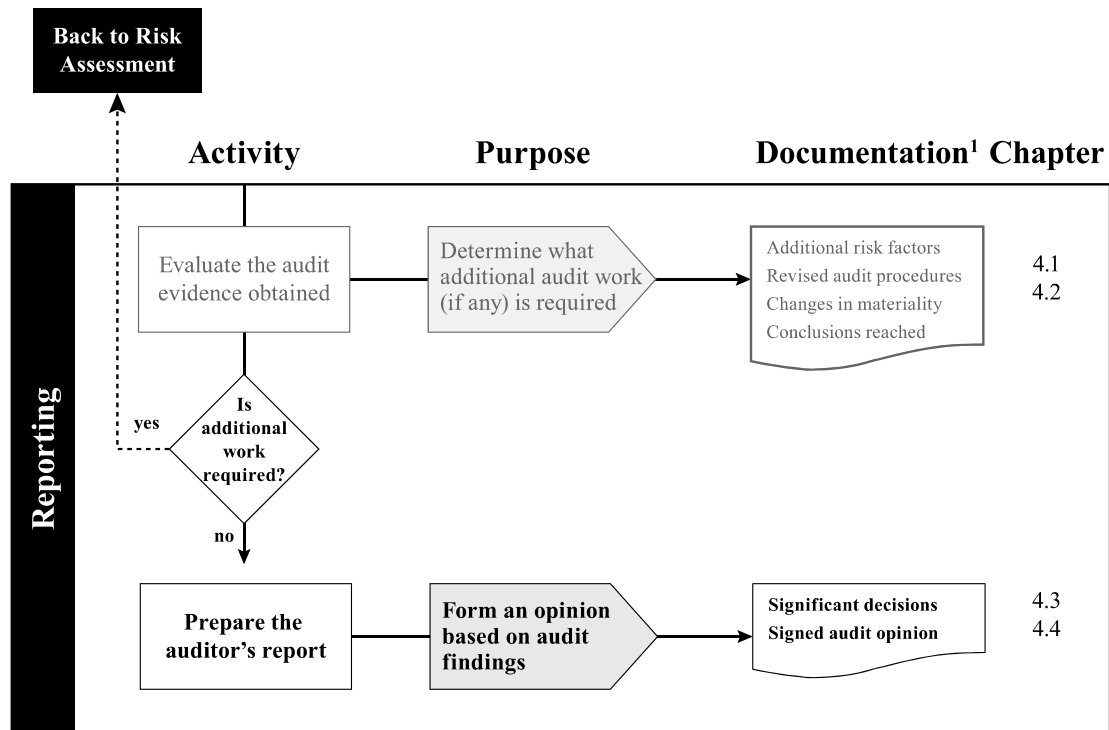 Back to Risk
Assessment
Activity
Purpose
Documentation1
Chapter
Reporting
Evaluate the audit
evidence obtained
Determine what
additional audit work
(if any) is required
Additional risk factors
Revised audit procedures
Changes in materiality
Conclusions reached
4.1
4.2
yes
Is
additional
work
required?
no
Prepare the
auditor’s report
Form an opinion
based on audit
findings
Significant decisions
Signed audit opinion
4.3
4.4